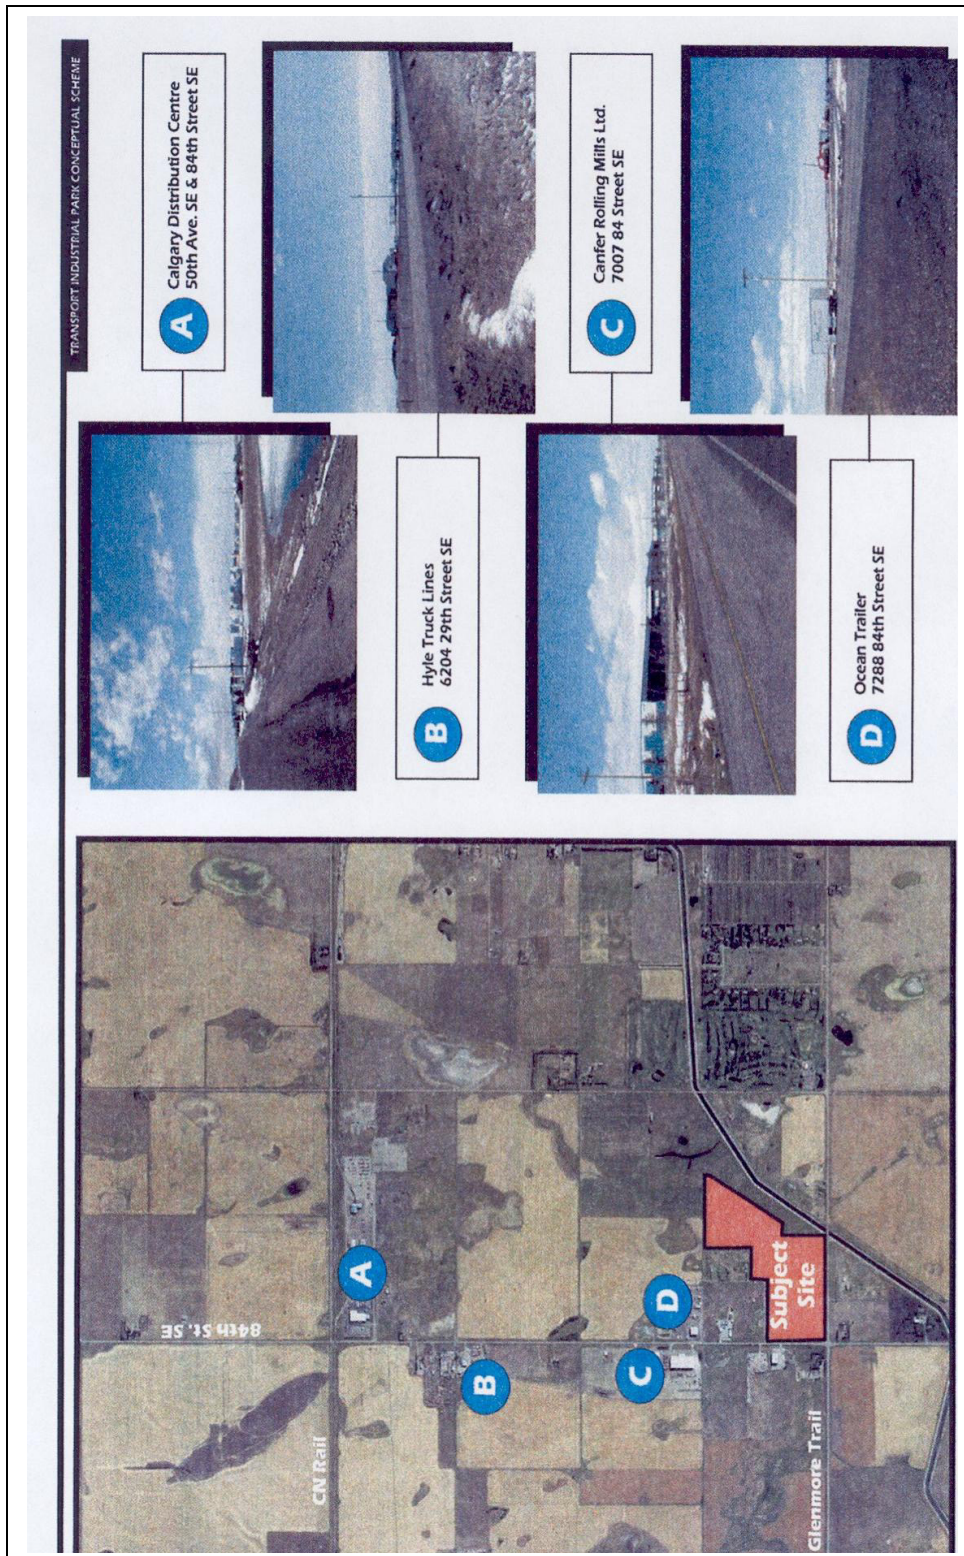 TRANSPORT INDUSTRIAL PARK CONCEPTUAL SCHEME
A
Calgary Distribution Centre
50th Ave. SE & 84th Street SE
B
Hyle Truck Lines
6204 29th Street SE
C
Canfer Rolling Mills Ltd.
7007 84 Street SE
D
Ocean Trailer
7288 84th Street SE
84th St. SE
CN Rail
A
B
C
D
Subject
Site
Glenmore Trail